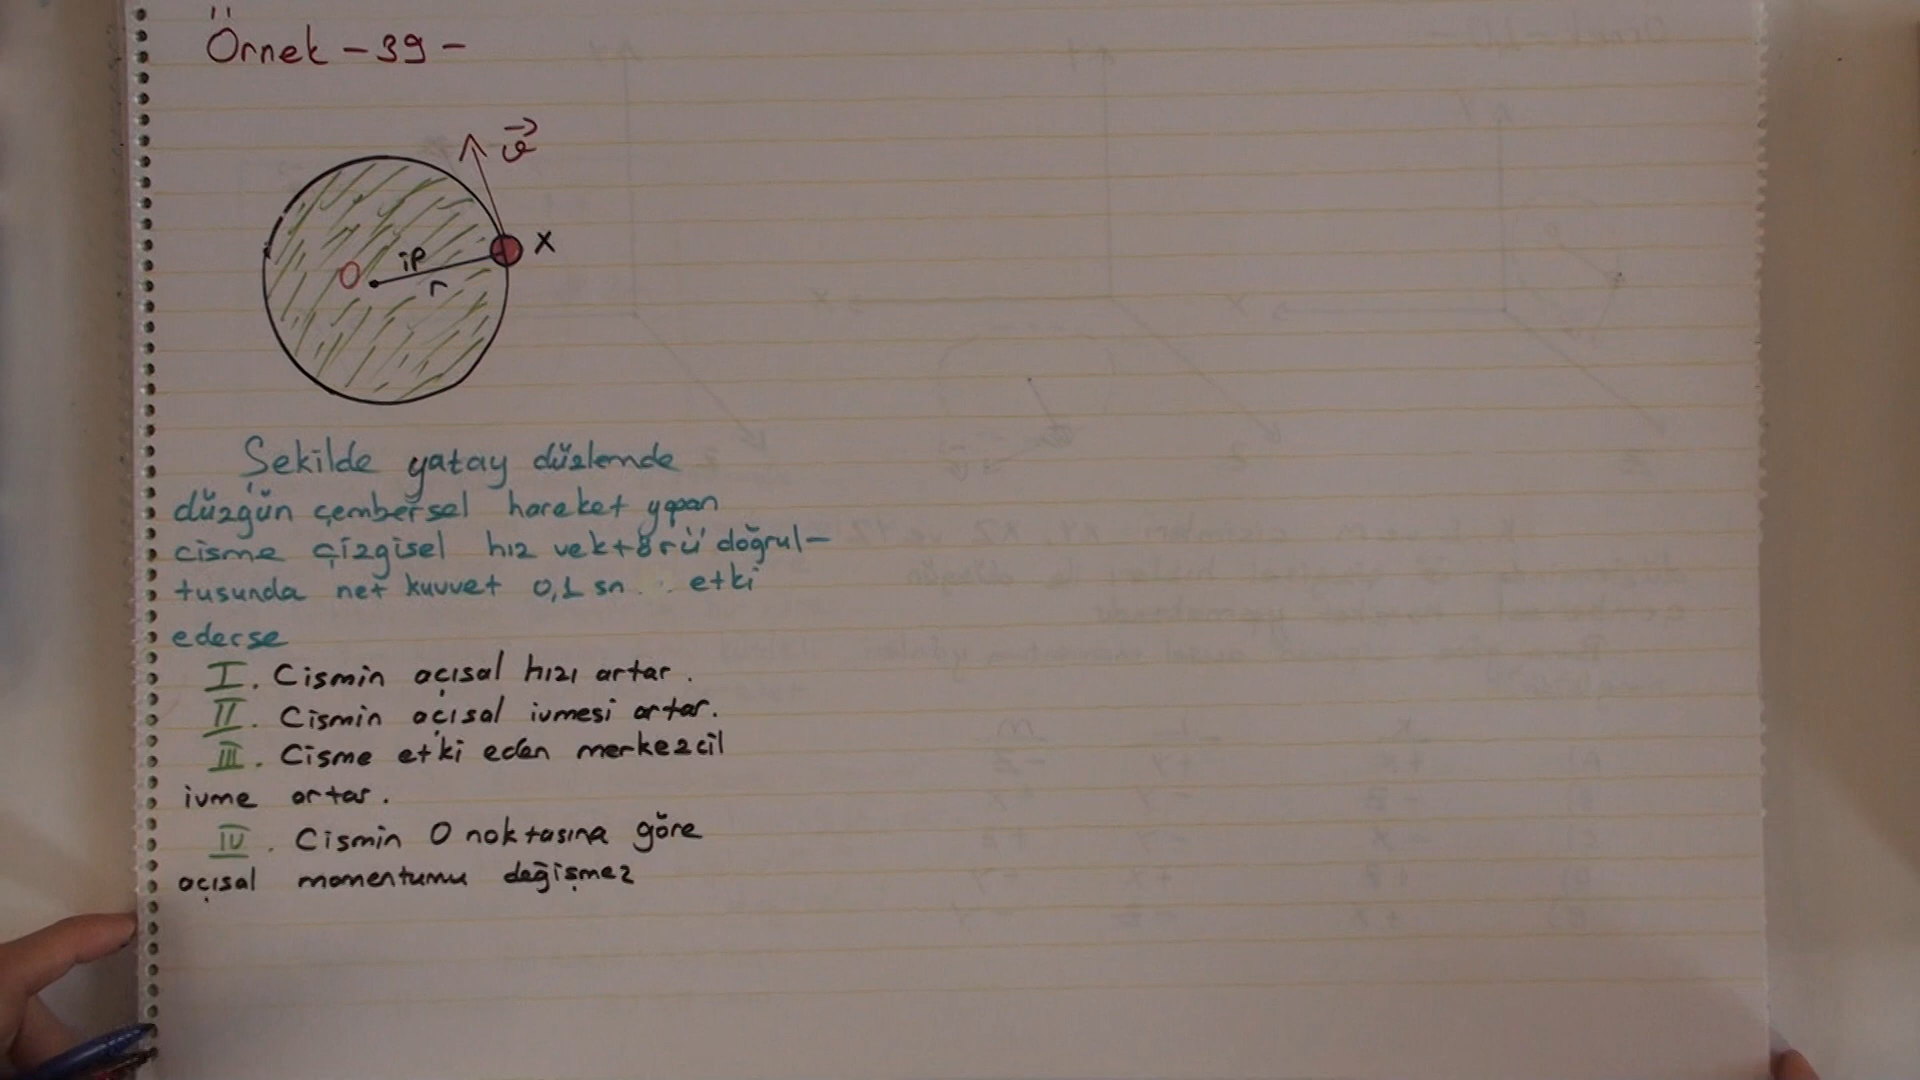 Örnek - 39 -
v
X
O
ip
r
Şekilde yatay düzlemde
düzgün çembersel hareket yapan
cisme çizgisel hız vektörü doğrul-
tusunda net kuvvet 0,1 sn. etki
ederse
I. Cismin açısal hızı artar.
II. Cismin açısal ivmesi artar.
III. Cisme etki eden merkezcil
ivme artar.
IV. Cismin O noktasına göre
açısal momentumu değişmez